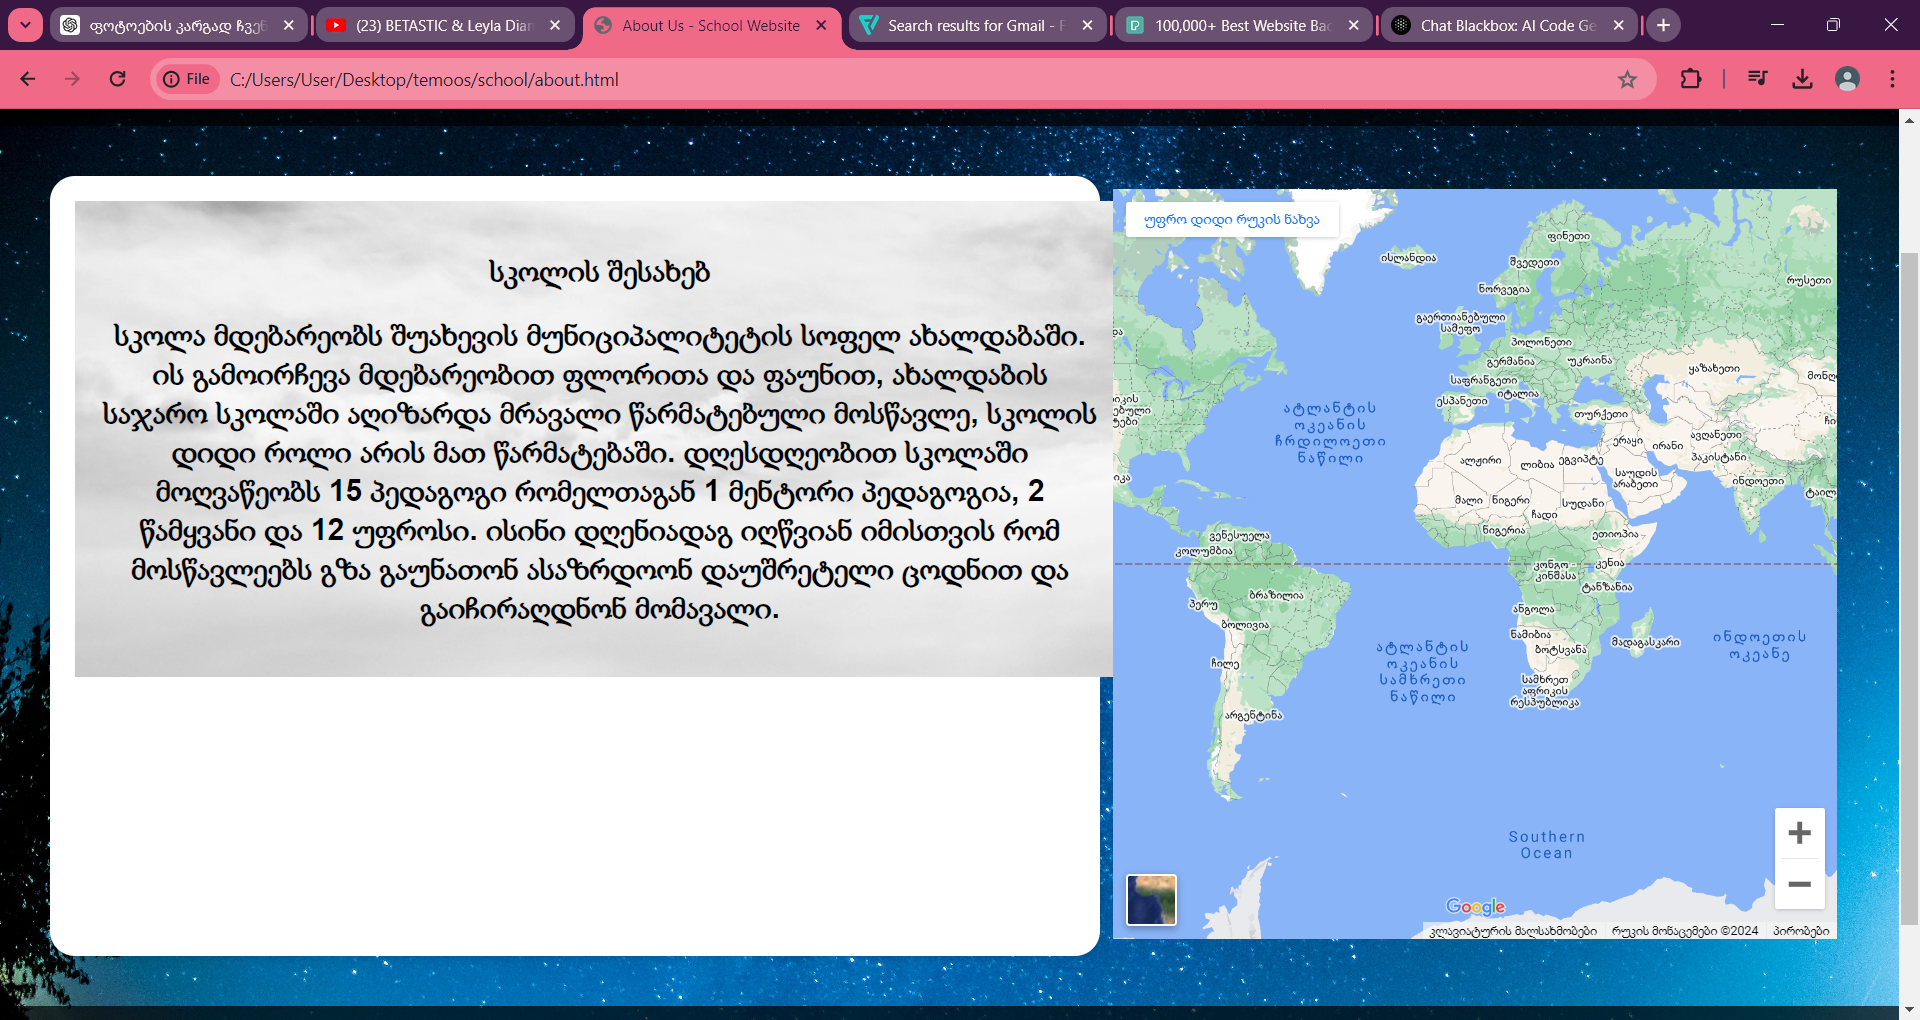 ფოტოების კარგად ჩვენ
(23) BETASTIC & Leyla Dian
About Us - School Website
Search results for Gmail - F
100,000+ Best Website Bac
Chat Blackbox: AI Code Ge
File
C:/Users/User/Desktop/temoos/school/about.html
სკოლის შესახებ
სკოლა მდებარეობს შუახევის მუნიციპალიტეტის სოფელ ახალდაბაში.
ის გამოირჩევა მდებარეობით ფლორითა და ფაუნით, ახალდაბის
საჯარო სკოლაში აღიზარდა მრავალი წარმატებული მოსწავლე, სკოლის
დიდი როლი არის მათ წარმატებაში. დღესდღეობით სკოლაში
მოღვაწეობს 15 პედაგოგი რომელთაგან 1 მენტორი პედაგოგია, 2
წამყვანი და 12 უფროსი. ისინი დღენიადაგ იღწვიან იმისთვის რომ
მოსწავლეებს გზა გაუნათონ ასაზრდოონ დაუშრეტელი ცოდნით და
გაიჩირაღდნონ მომავალი.
უფრო დიდი რუკის ნახვა
ფინეთი
ისლანდია
შვედეთი
რუსეთი
ნორვეგია
გაერთიანებული
სამეფო
პოლონეთი
გერმანია
უკრაინა
ყაზახეთი
საფრანგეთი
მონღ
იტალია
ესპანეთი
თურქეთი
ატლანტის
ოკეანის
ჩრდილოეთი
ნაწილი
ერაყი
ირანი
ავღანეთი
პაკისტანი
ჩი
ალჟირი
ლიბია
ეგვიპტე
საუდის
არაბეთი
ინდოეთი
ტაილ
მალი
ნიგერი
სუდანი
ჩადი
ნიგერია
ეთიოპია
ვენესუელა
კოლუმბია
კონგო -
კინშასა
კენია
ტანზანია
ბრაზილია
პერუ
ანგოლა
ბოლივია
ნამიბია
ბოტსვანა
მადაგასკარი
ინდოეთის
ოკეანე
ატლანტის
ოკეანის
სამხრეთი
ნაწილი
ჩილე
სამხრეთ
აფრიკის
რესპუბლიკა
არგენტინა
Southern
Ocean
Google
კლავიატურის მალსახმობები
რუკის მონაცემები ©2024
პირობები